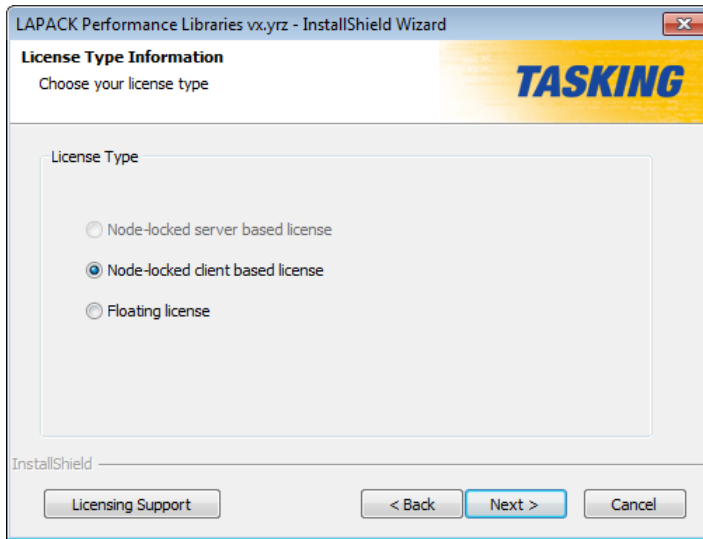 LAPACK Performance Libraries vx.yrz - InstallShield Wizard
License Type Information
Choose your license type
TASKING
License Type
Node-locked server based license
Node-locked client based license
Floating license
InstallShield
Licensing Support
< Back
Next >
Cancel